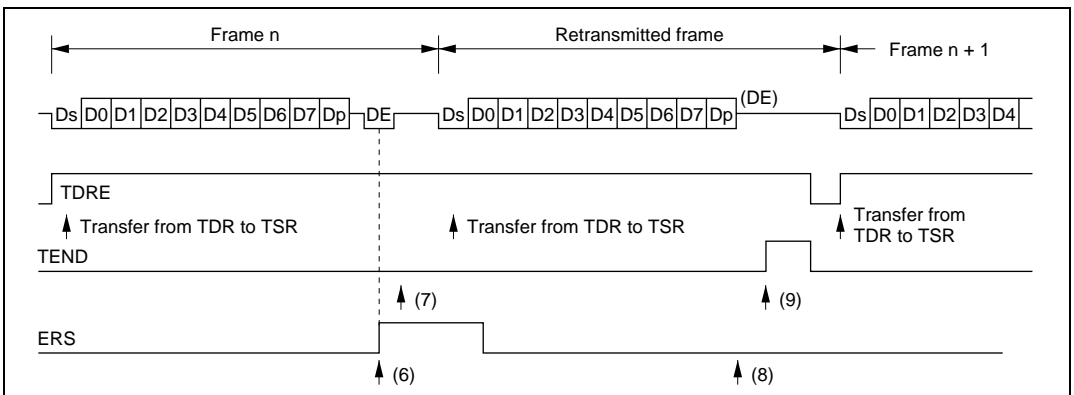 Frame n Retransmitted frame Frame n + 1
(DE)
Ds D0 D1 D2 D3 D4 D5 D6 D7 Dp DE Ds D0 D1 D2 D3 D4 D5 D6 D7 Dp Ds D0 D1 D2 D3 D4
TDRE
Transfer from TDR to TSR Transfer from TDR to TSR Transfer from
TDR to TSR
TEND
(7) (9)
ERS
(6) (8)